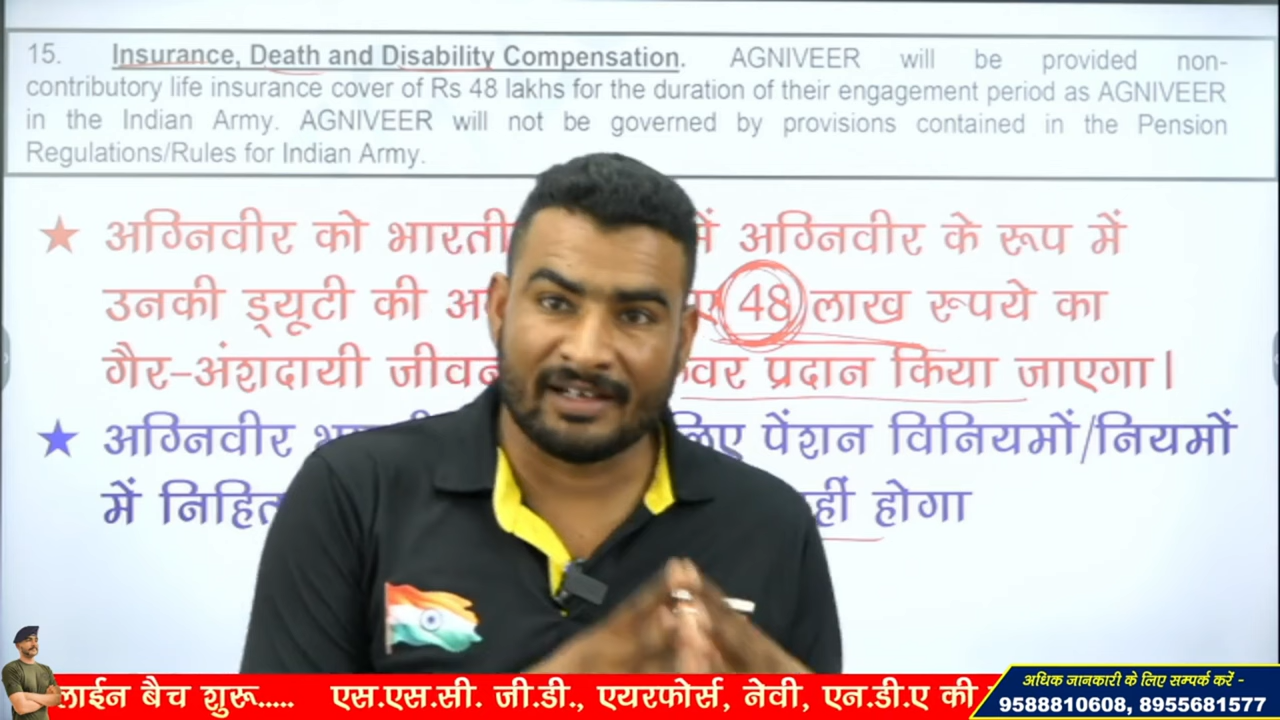 15. Insurance, Death and Disability Compensation. AGNIVEER will be provided non-
contributory life insurance cover of Rs 48 lakhs for the duration of their engagement period as AGNIVEER
in the Indian Army. AGNIVEER will not be governed by provisions contained in the Pension
Regulations/Rules for Indian Army.
★ अग्निवीर को भारती में अग्निवीर के रूप में
उनकी ड्यूटी की 48 लाख रूपये का
गैर-अंशदायी जीवन कवर प्रदान किया जाएगा।
★ अग्निवीर लिए पेंशन विनियमों/नियमों
में निहित नहीं होगा
लाईन बैच शुरू..... एस.एस.सी. जी.डी., एयरफोर्स, नेवी, एन.डी.ए की
अधिक जानकारी के लिए सम्पर्क करें -
9588810608, 8955681577